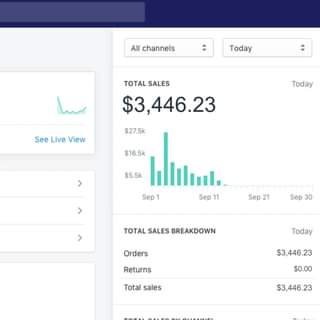 All channels
Today
TOTAL SALES
Today
$3,446.23
$27.5k
$16.5k
$5.5k
Sep 1
Sep 11
Sep 21
Sep 30
See Live View
TOTAL SALES BREAKDOWN
Today
Orders
$3,446.23
Returns
$0.00
Total sales
$3,446.23